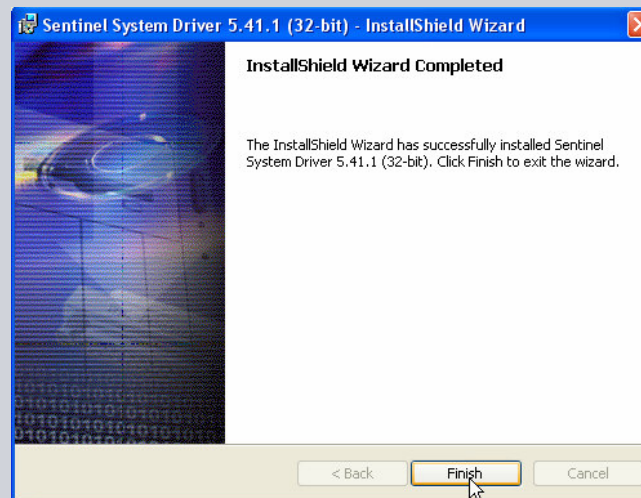 Sentinel System Driver 5.41.1 (32-bit) - InstallShield Wizard
InstallShield Wizard Completed
The InstallShield Wizard has successfully installed Sentinel
System Driver 5.41.1 (32-bit). Click Finish to exit the wizard.
< Back Finish Cancel